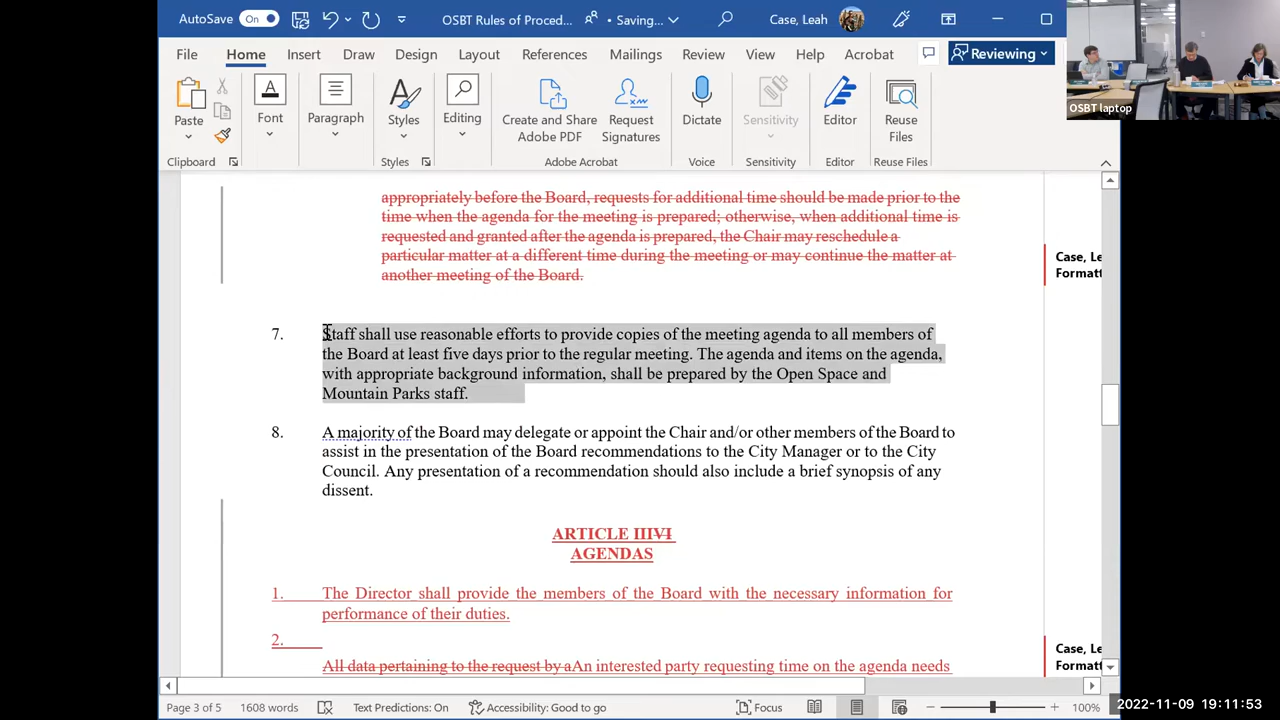 AutoSave On OSBT Rules of Proced... • Saving... Case, Leah
File Home Insert Draw Design Layout References Mailings Review View Help Acrobat Reviewing
Paste Font Paragraph Styles Editing Create and Share Adobe PDF Request Signatures Dictate Sensitivity Editor Reuse Files
Clipboard Styles Adobe Acrobat Voice Sensitivity Editor Reuse Files
OSBT laptop
appropriately before the Board, requests for additional time should be made prior to the
time when the agenda for the meeting is prepared; otherwise, when additional time is
requested and granted after the agenda is prepared, the Chair may reschedule a
particular matter at a different time during the meeting or may continue the matter at
another meeting of the Board.
Case, Le
Formatt
7. Staff shall use reasonable efforts to provide copies of the meeting agenda to all members of
the Board at least five days prior to the regular meeting. The agenda and items on the agenda,
with appropriate background information, shall be prepared by the Open Space and
Mountain Parks staff.
8. A majority of the Board may delegate or appoint the Chair and/or other members of the Board to
assist in the presentation of the Board recommendations to the City Manager or to the City
Council. Any presentation of a recommendation should also include a brief synopsis of any
dissent.
ARTICLE IIIVI
AGENDAS
1. The Director shall provide the members of the Board with the necessary information for
performance of their duties.
2.
Case, Le
Formatt
All data pertaining to the request by aAn interested party requesting time on the agenda needs
Page 3 of 5 1608 words Text Predictions: On Accessibility: Good to go Focus 100%
2022-11-09 19:11:53